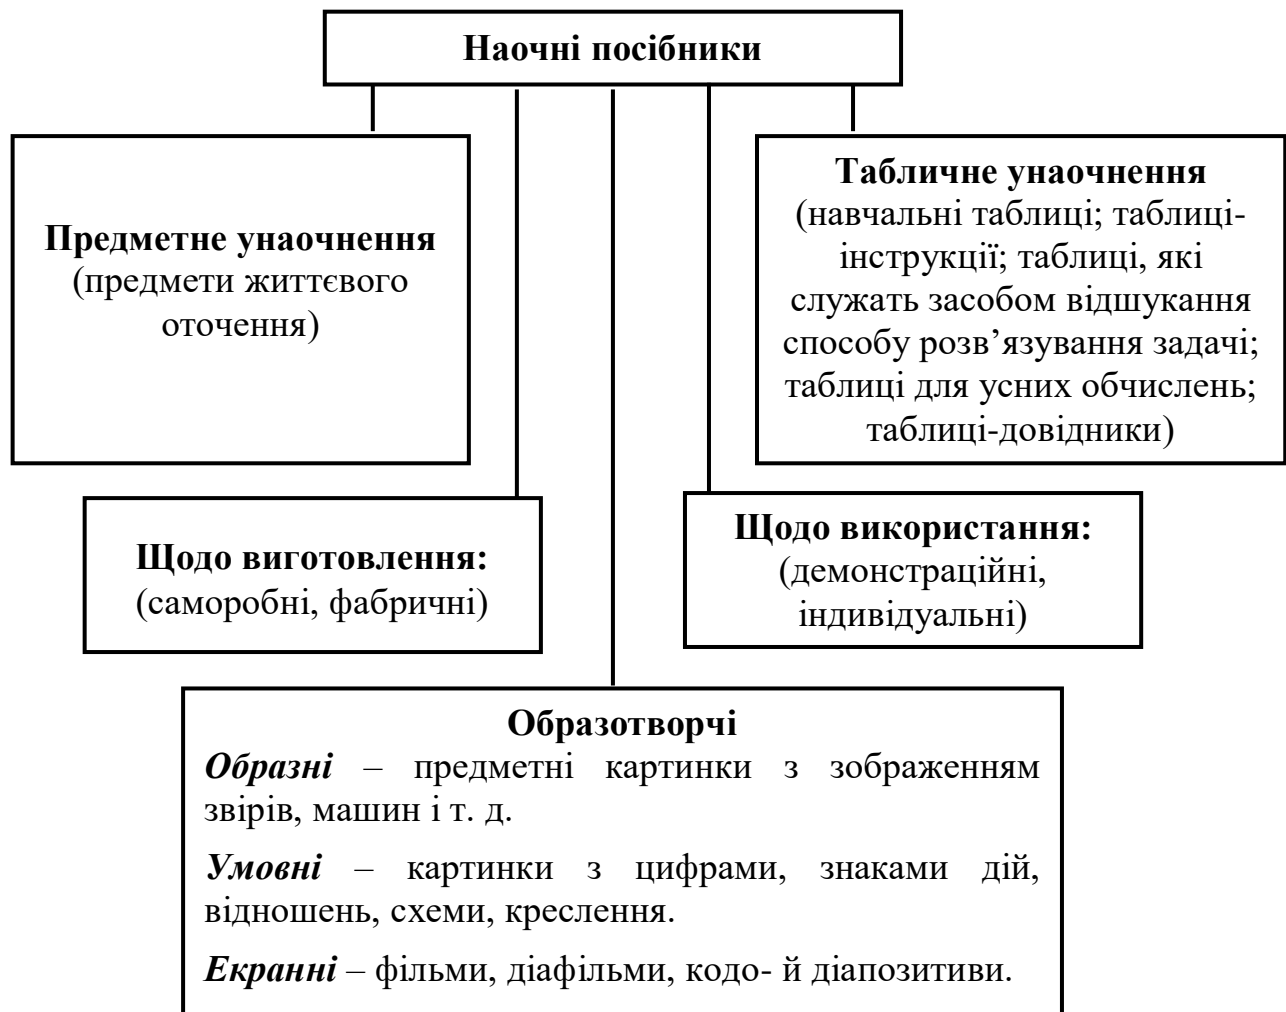 Наочні посібники
Предметне унаочнення
(предмети життєвого
оточення)
Табличне унаочнення
(навчальні таблиці; таблиці-
інструкції; таблиці, які
служать засобом відшукання
способу розв’язування задачі;
таблиці для усних обчислень;
таблиці-довідники)
Щодо виготовлення:
(саморобні, фабричні)
Щодо використання:
(демонстраційні,
індивідуальні)
Образотворчі
Образні – предметні картинки з зображенням
звірів, машин і т. д.
Умовні – картинки з цифрами, знаками дій,
відношень, схеми, креслення.
Екранні – фільми, діафільми, кодо- й діапозитиви.